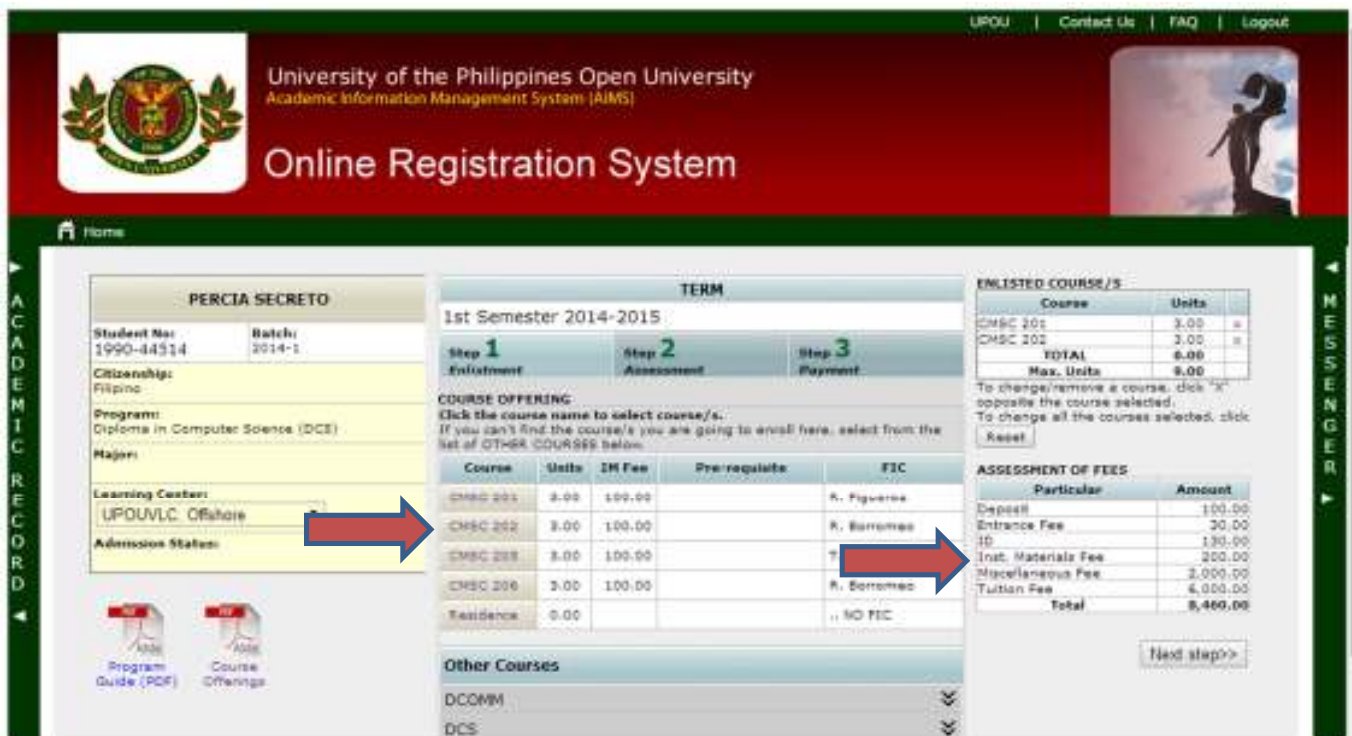 UPOU | Contact Us | FAQ | Logout
University of the Philippines Open University
Academic Information Management System (AIMS)
Online Registration System
Home
ACADEMIC RECORD
PERCIA SECRETO
Student No: Batch:
1990-44514 2014-1
Citizenship:
Filipino
Program:
Diploma in Computer Science (DCS)
Major:
Learning Center:
UPOUVLC Offshore
Admission Status:
Program Guide (PDF)
Course Offerings
TERM
1st Semester 2014-2015
Step 1 Enlistment
Step 2 Assessment
Step 3 Payment
COURSE OFFERING
Click the course name to select course/s.
If you can't find the course/s you are going to enroll here, select from the
list of OTHER COURSES below.
Course Units IM Fee Pre-requisite FIC
CMSC 201 3.00 100.00 R. Figueroa
CMSC 202 3.00 100.00 R. Borromeo
3.00 100.00
CMSC 206 3.00 100.00 R. Borromeo
Residence 0.00 .. NO FIC
Other Courses
DCOMM
DCS
ENLISTED COURSE/S
Course Units
CMSC 201 3.00 x
CMSC 202 3.00 x
TOTAL 6.00
Max. Units 9.00
To change/remove a course, click "X"
opposite the course selected.
To change all the courses selected, click
Reset
ASSESSMENT OF FEES
Particular Amount
Deposit 100.00
Entrance Fee 30.00
ID 130.00
Inst. Materials Fee 200.00
Miscellaneous Fee 2,000.00
Tuition Fee 6,000.00
Total 8,460.00
Next step>>
MESSENGER